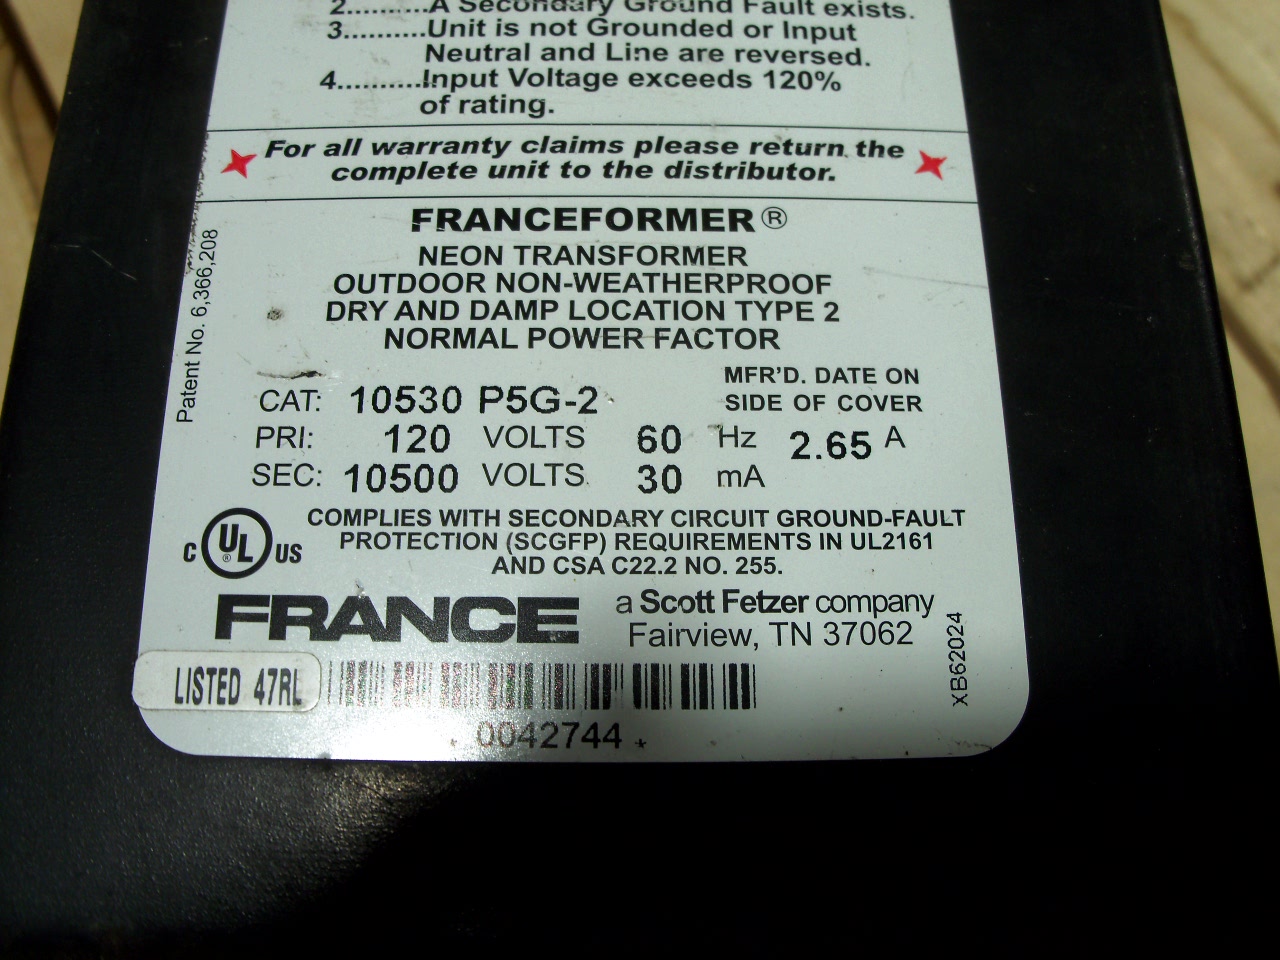 2..........A Secondary Ground Fault exists.
3..........Unit is not Grounded or Input
Neutral and Line are reversed.
4..........Input Voltage exceeds 120%
of rating.
For all warranty claims please return the
complete unit to the distributor.
FRANCEFORMER®
NEON TRANSFORMER
OUTDOOR NON-WEATHERPROOF
DRY AND DAMP LOCATION TYPE 2
NORMAL POWER FACTOR
Patent No. 6,366,208
MFR'D. DATE ON
SIDE OF COVER
CAT: 10530 P5G-2
PRI: 120 VOLTS 60 Hz 2.65 A
SEC: 10500 VOLTS 30 mA
C UL® US
COMPLIES WITH SECONDARY CIRCUIT GROUND-FAULT
PROTECTION (SCGFP) REQUIREMENTS IN UL2161
AND CSA C22.2 NO. 255.
FRANCE
a Scott Fetzer company
Fairview, TN 37062
XB62024
LISTED 47RL
* 0042744 *